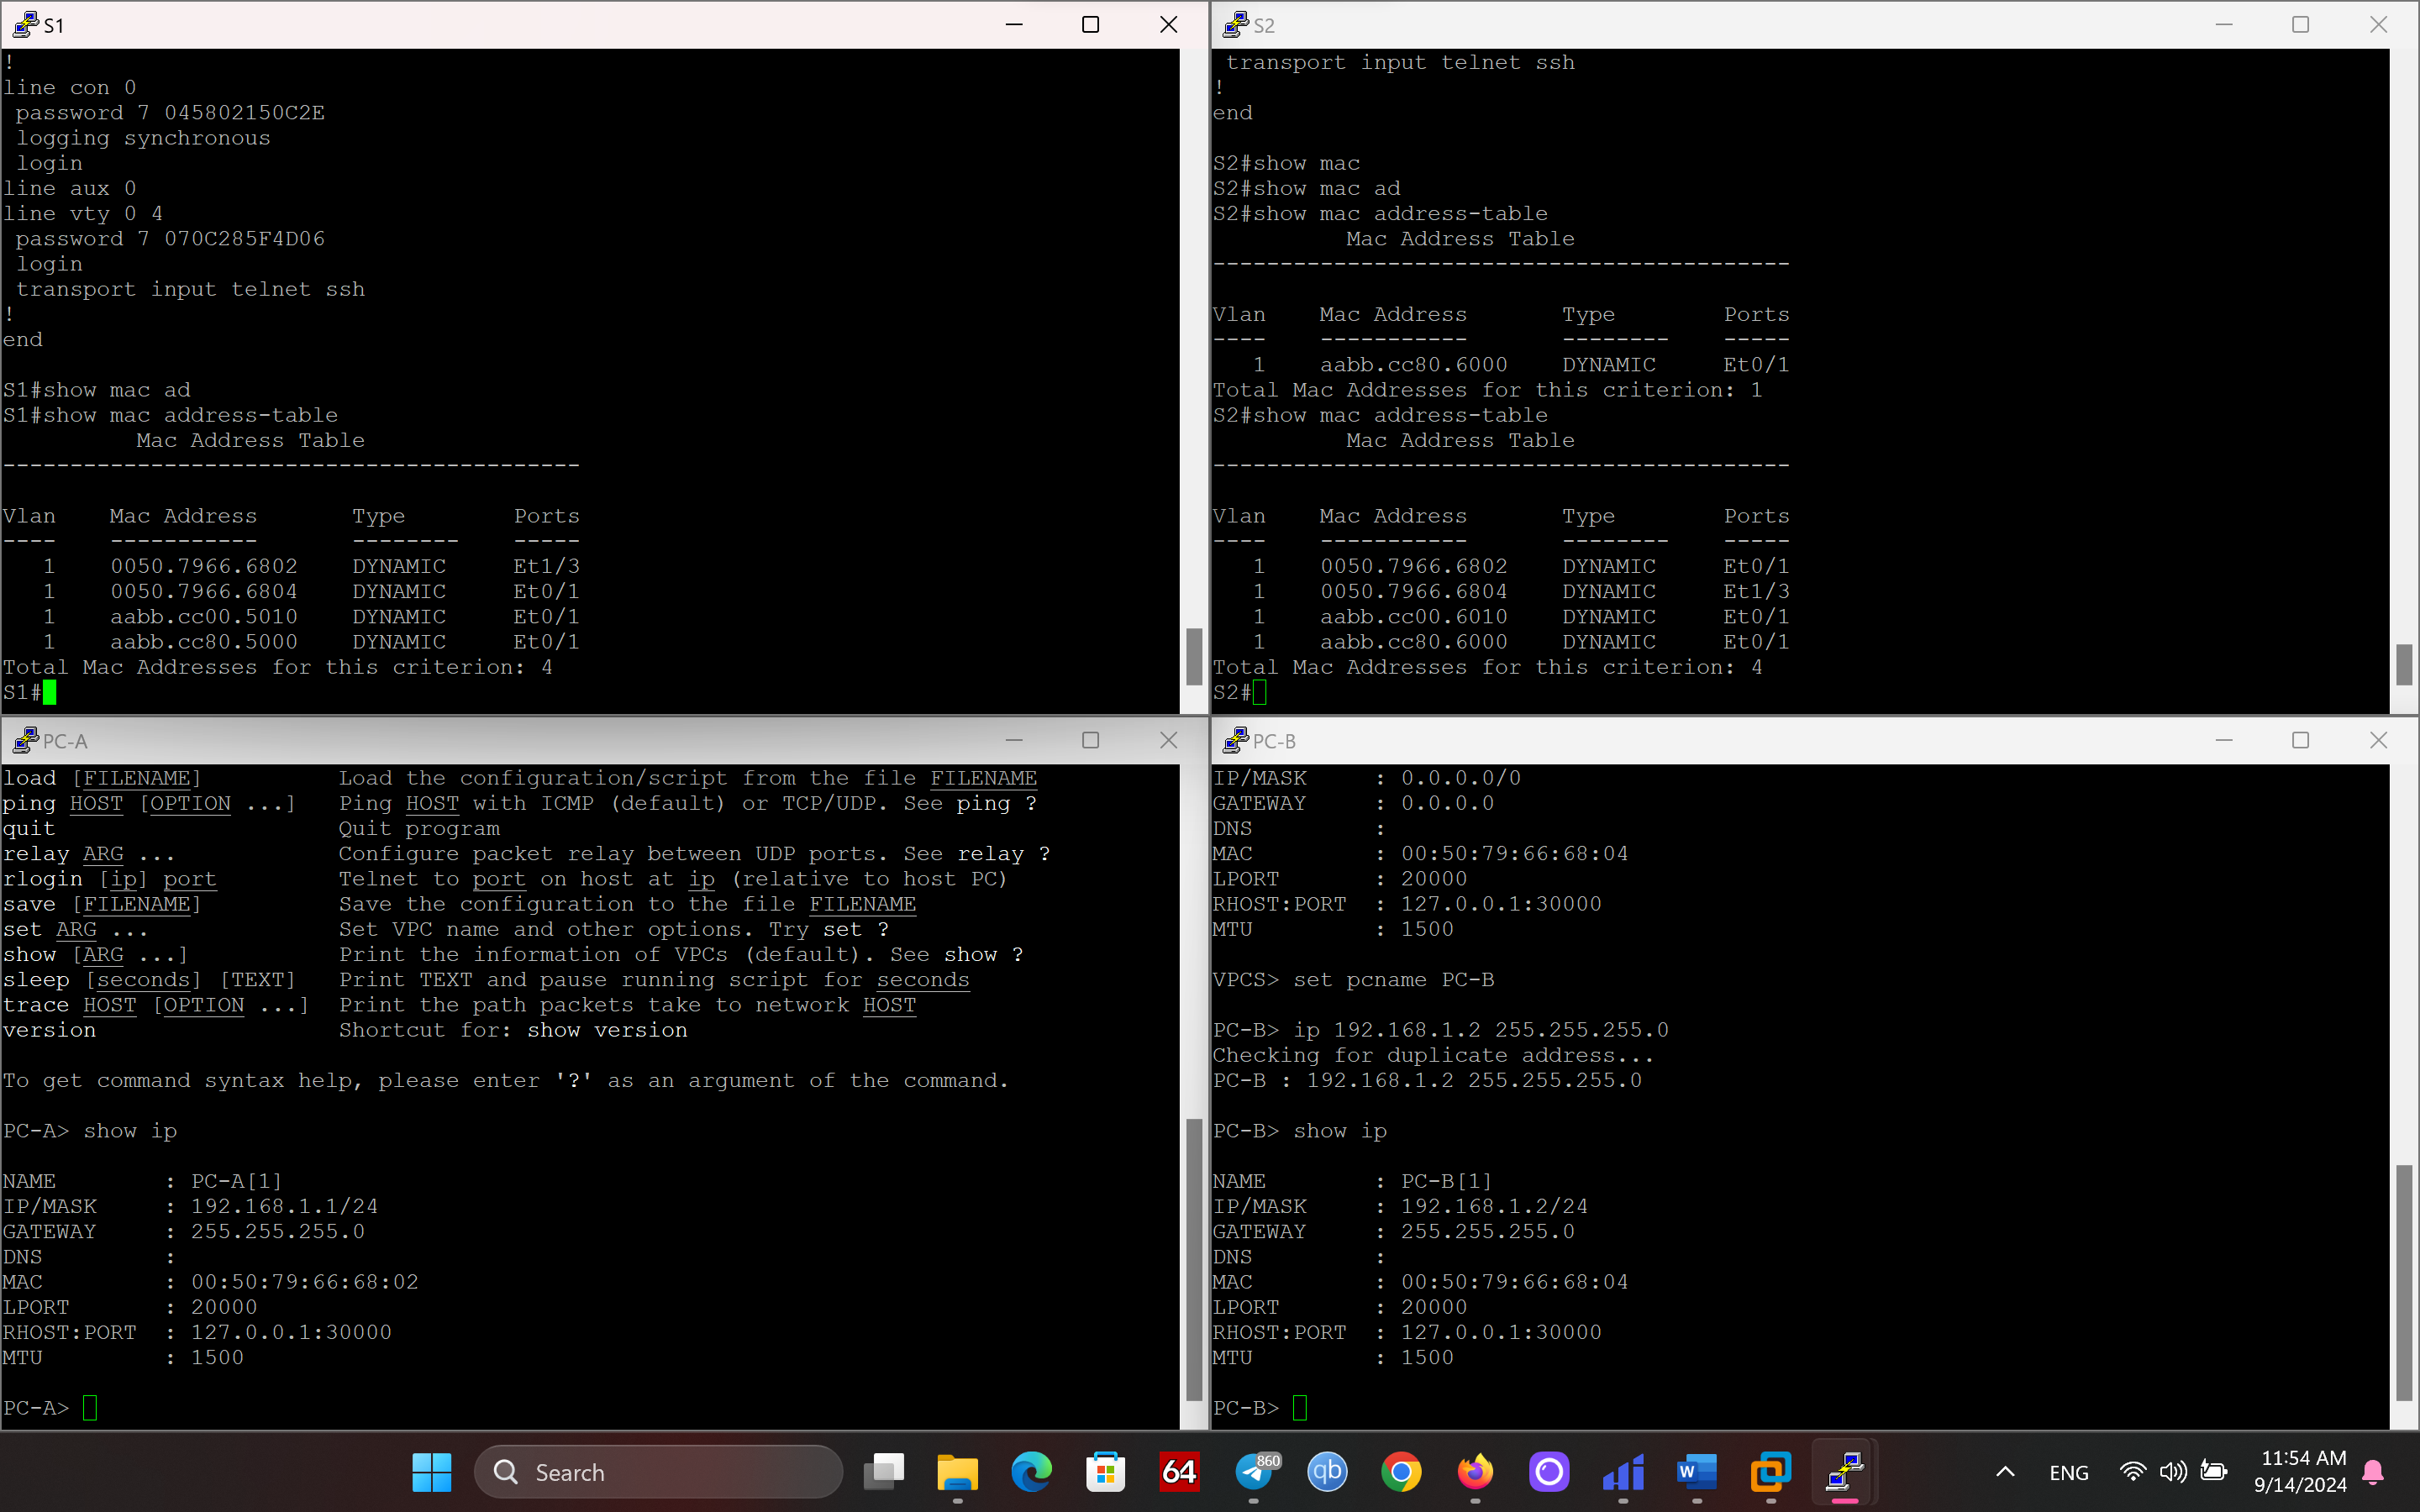 S1
!
line con 0
 password 7 045802150C2E
 logging synchronous
 login
line aux 0
line vty 0 4
 password 7 070C285F4D06
 login
 transport input telnet ssh
!
end
S1#show mac ad
S1#show mac address-table
          Mac Address Table
-------------------------------------------
Vlan    Mac Address       Type        Ports
----    -----------       --------    -----
   1    0050.7966.6802    DYNAMIC     Et1/3
   1    0050.7966.6804    DYNAMIC     Et0/1
   1    aabb.cc00.5010    DYNAMIC     Et0/1
   1    aabb.cc80.5000    DYNAMIC     Et0/1
Total Mac Addresses for this criterion: 4
S1#
S2
 transport input telnet ssh
!
end
S2#show mac
S2#show mac ad
S2#show mac address-table
          Mac Address Table
-------------------------------------------
Vlan    Mac Address       Type        Ports
----    -----------       --------    -----
   1    aabb.cc80.6000    DYNAMIC     Et0/1
Total Mac Addresses for this criterion: 1
S2#show mac address-table
          Mac Address Table
-------------------------------------------
Vlan    Mac Address       Type        Ports
----    -----------       --------    -----
   1    0050.7966.6802    DYNAMIC     Et0/1
   1    0050.7966.6804    DYNAMIC     Et1/3
   1    aabb.cc00.6010    DYNAMIC     Et0/1
   1    aabb.cc80.6000    DYNAMIC     Et0/1
Total Mac Addresses for this criterion: 4
S2#
PC-A
load [FILENAME]          Load the configuration/script from the file FILENAME
ping HOST [OPTION ...]   Ping HOST with ICMP (default) or TCP/UDP. See ping ?
quit                     Quit program
relay ARG ...            Configure packet relay between UDP ports. See relay ?
rlogin [ip] port         Telnet to port on host at ip (relative to host PC)
save [FILENAME]          Save the configuration to the file FILENAME
set ARG ...              Set VPC name and other options. Try set ?
show [ARG ...]           Print the information of VPCs (default). See show ?
sleep [seconds] [TEXT]   Print TEXT and pause running script for seconds
trace HOST [OPTION ...]  Print the path packets take to network HOST
version                  Shortcut for: show version
To get command syntax help, please enter '?' as an argument of the command.
PC-A> show ip
NAME        : PC-A[1]
IP/MASK     : 192.168.1.1/24
GATEWAY     : 255.255.255.0
DNS         :
MAC         : 00:50:79:66:68:02
LPORT       : 20000
RHOST:PORT  : 127.0.0.1:30000
MTU         : 1500
PC-A>
PC-B
IP/MASK     : 0.0.0.0/0
GATEWAY     : 0.0.0.0
DNS         :
MAC         : 00:50:79:66:68:04
LPORT       : 20000
RHOST:PORT  : 127.0.0.1:30000
MTU         : 1500
VPCS> set pcname PC-B
PC-B> ip 192.168.1.2 255.255.255.0
Checking for duplicate address...
PC-B : 192.168.1.2 255.255.255.0
PC-B> show ip
NAME        : PC-B[1]
IP/MASK     : 192.168.1.2/24
GATEWAY     : 255.255.255.0
DNS         :
MAC         : 00:50:79:66:68:04
LPORT       : 20000
RHOST:PORT  : 127.0.0.1:30000
MTU         : 1500
PC-B>
Search
64
860
qb
W
ENG
11:54 AM
9/14/2024